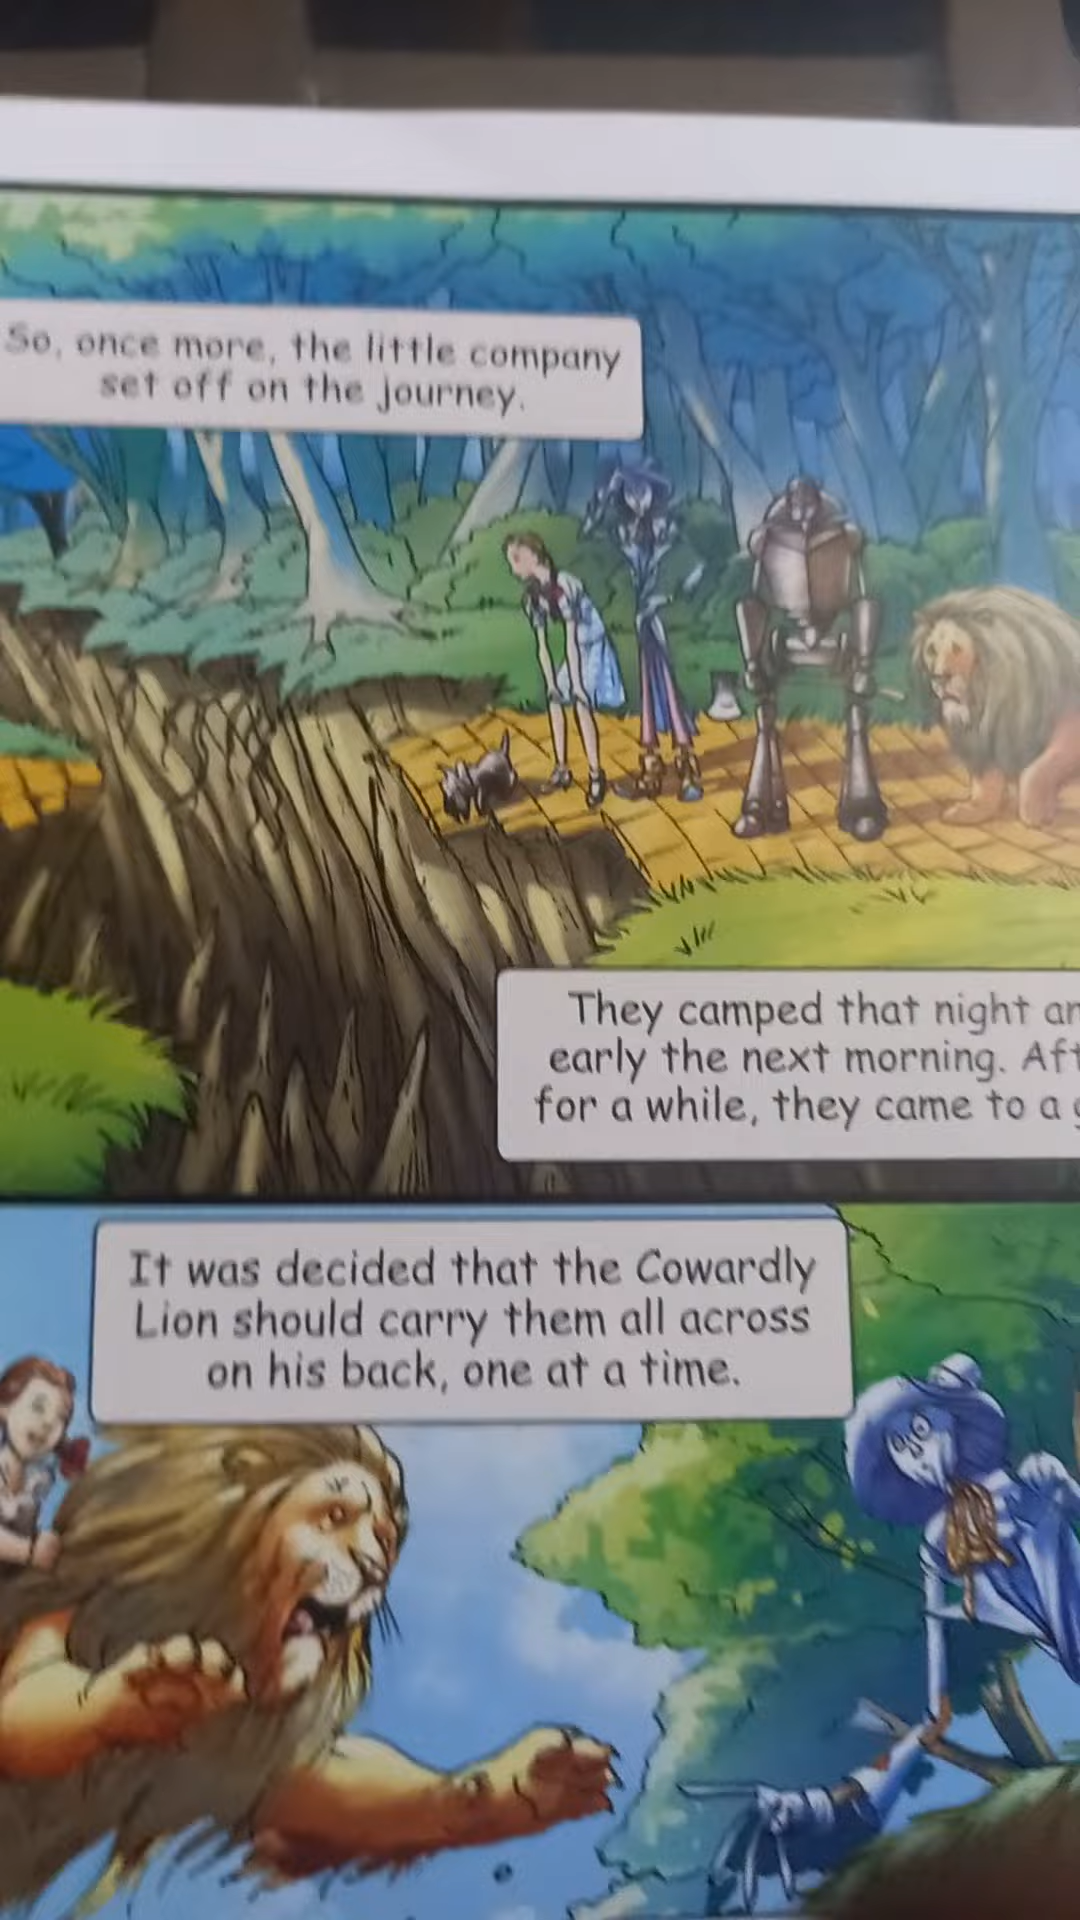 So, once more, the little company
set off on the journey.
They camped that night
early the next morning.
for a while, they came to a
It was decided that the Cowardly
Lion should carry them all across
on his back, one at a time.